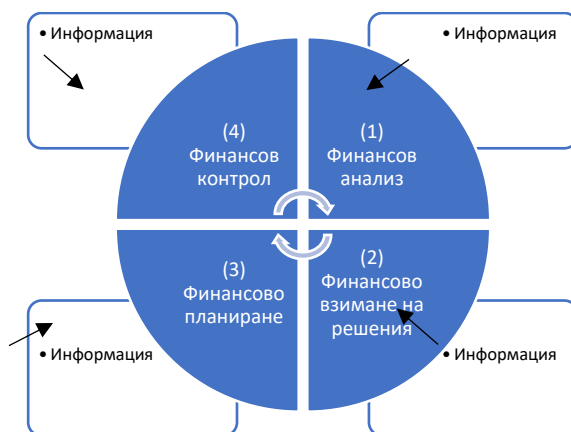 • Информация
• Информация
(4)
Финансов
контрол
(1)
Финансов
анализ
(3)
Финансово
планиране
(2)
Финансово
взимане на
решения
• Информация
• Информация